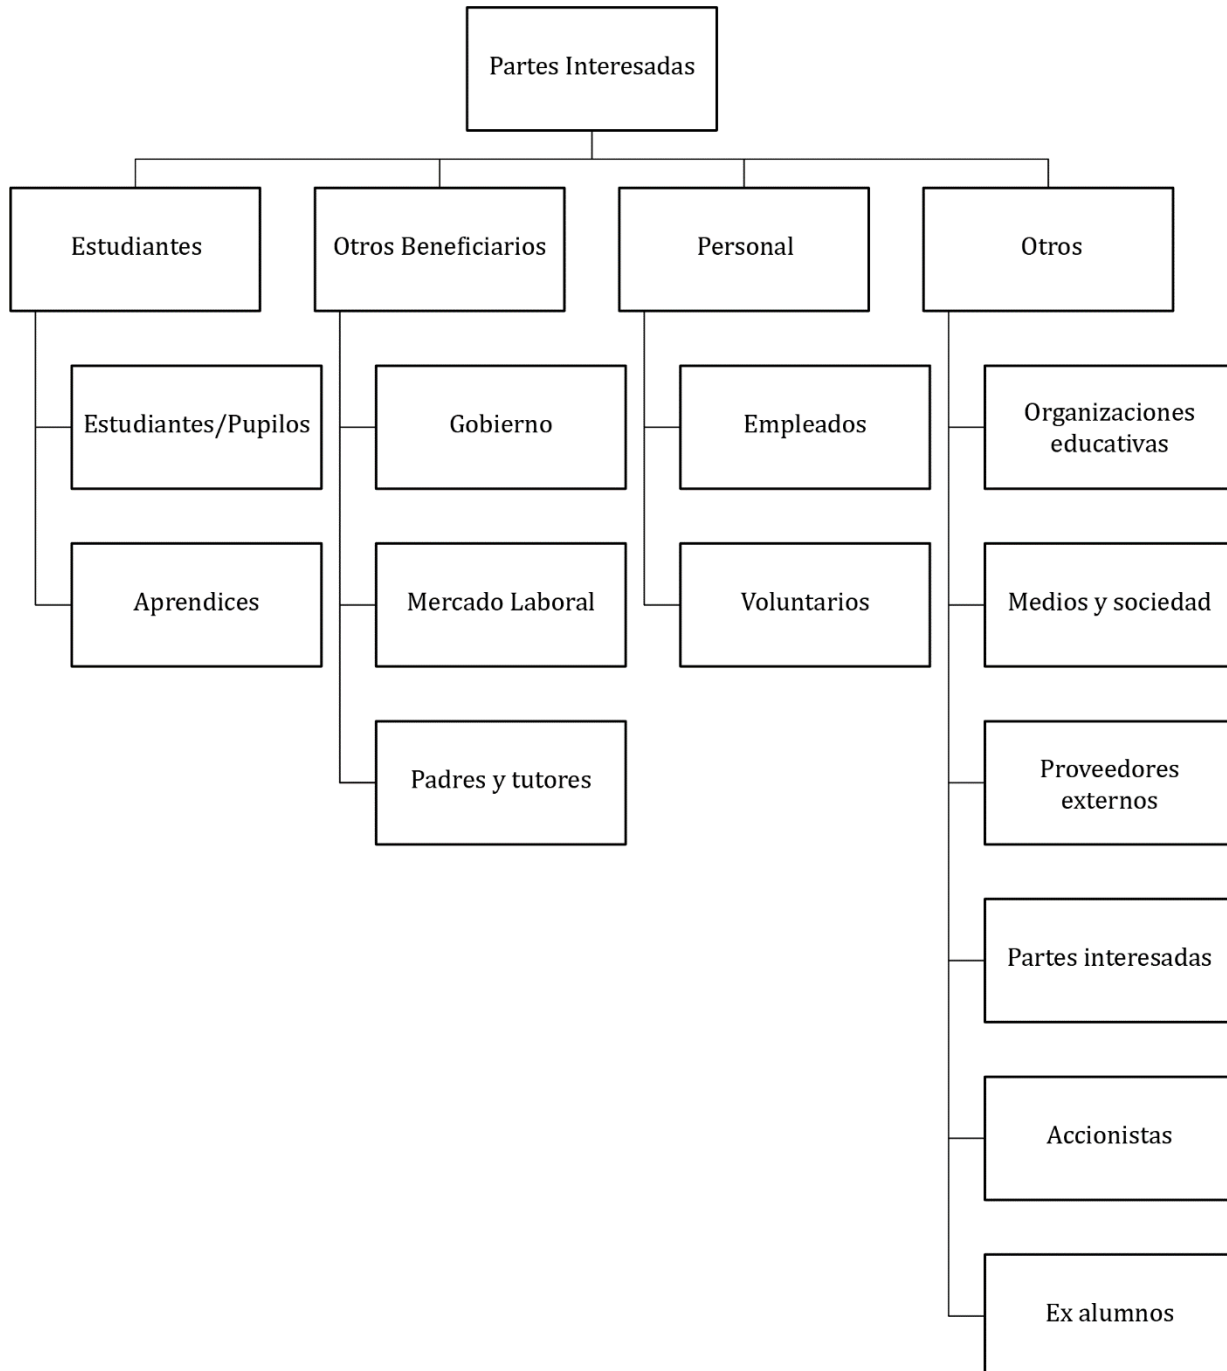 Partes Interesadas
Estudiantes
Otros Beneficiarios
Personal
Otros
Estudiantes/Pupilos
Gobierno
Empleados
Organizaciones
educativas
Aprendices
Mercado Laboral
Voluntarios
Medios y sociedad
Padres y tutores
Proveedores
externos
Partes interesadas
Accionistas
Ex alumnos